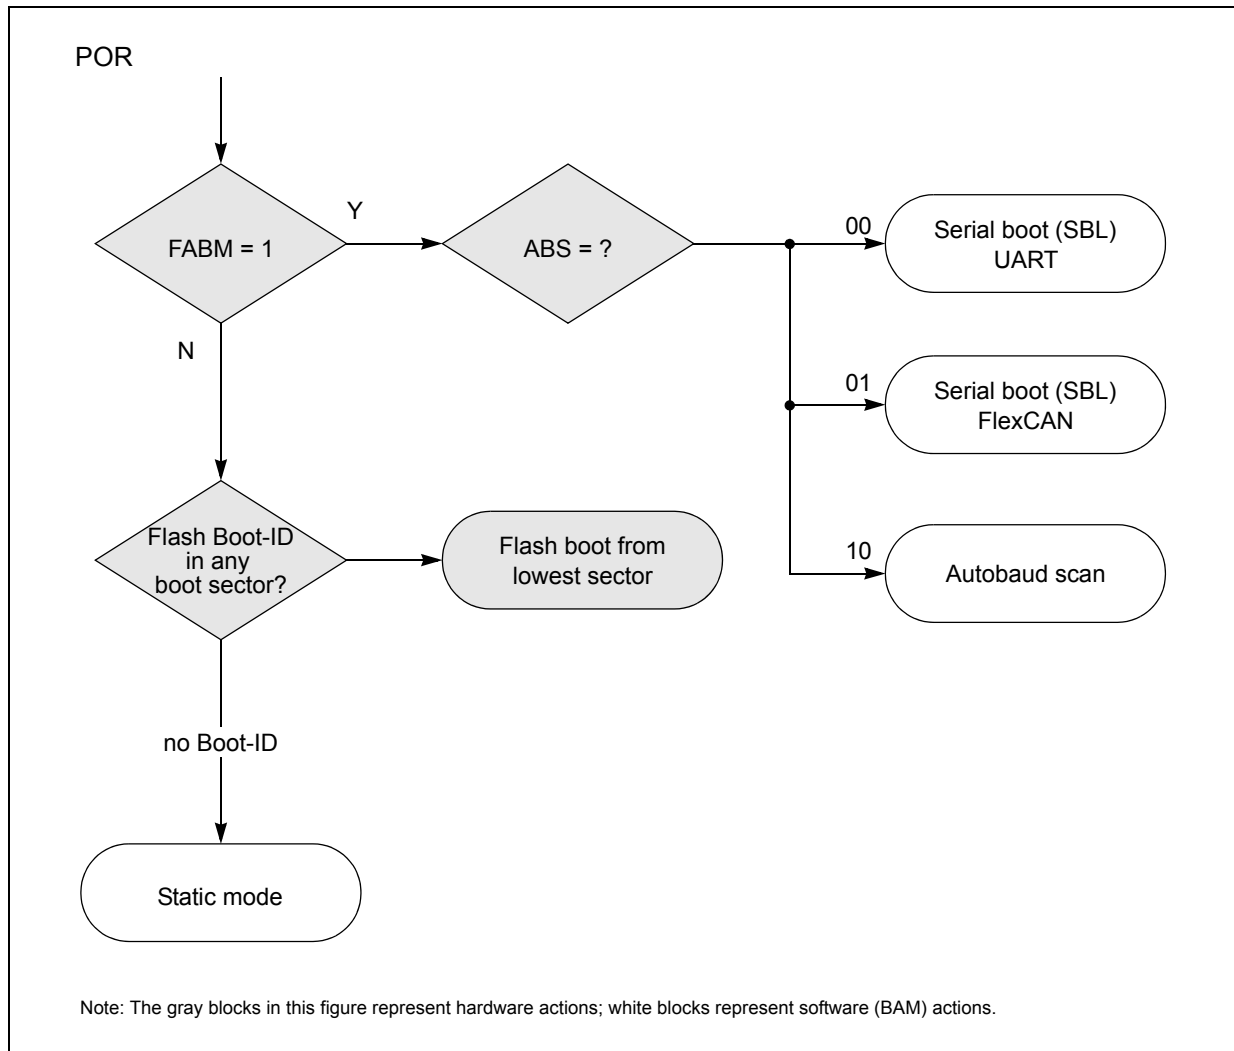 POR
FABM = 1
Y
ABS = ?
00
Serial boot (SBL)
UART
N
01
Serial boot (SBL)
FlexCAN
Flash Boot-ID
in any
boot sector?
Flash boot from
lowest sector
10
Autobaud scan
no Boot-ID
Static mode
Note: The gray blocks in this figure represent hardware actions; white blocks represent software (BAM) actions.